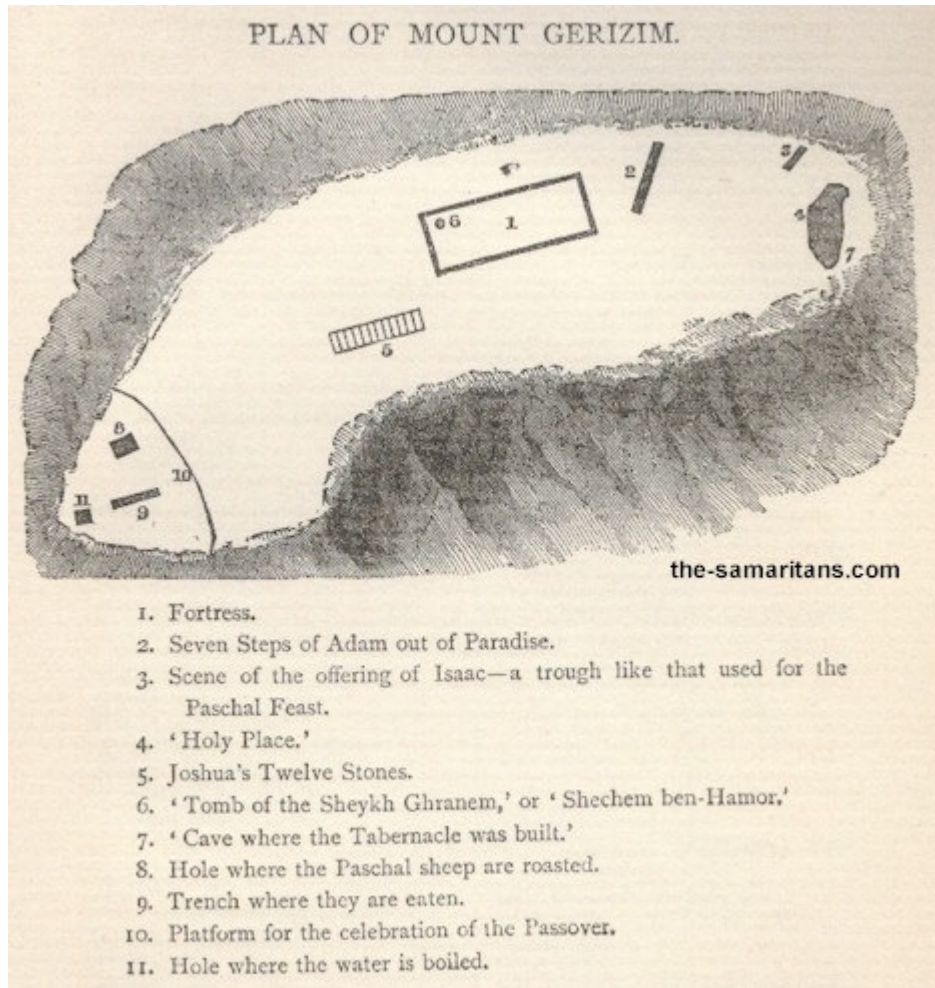 PLAN OF MOUNT GERIZIM.
2
3
6
1
4
7
5
8
10
11
9
the-samaritans.com
1. Fortress.
2. Seven Steps of Adam out of Paradise.
3. Scene of the offering of Isaac—a trough like that used for the
Paschal Feast.
4. ‘Holy Place.’
5. Joshua's Twelve Stones.
6. ‘Tomb of the Sheykh Ghranem,’ or ‘Shechem ben-Hamor.’
7. ‘Cave where the Tabernacle was built.’
8. Hole where the Paschal sheep are roasted.
9. Trench where they are eaten.
10. Platform for the celebration of the Passover.
11. Hole where the water is boiled.